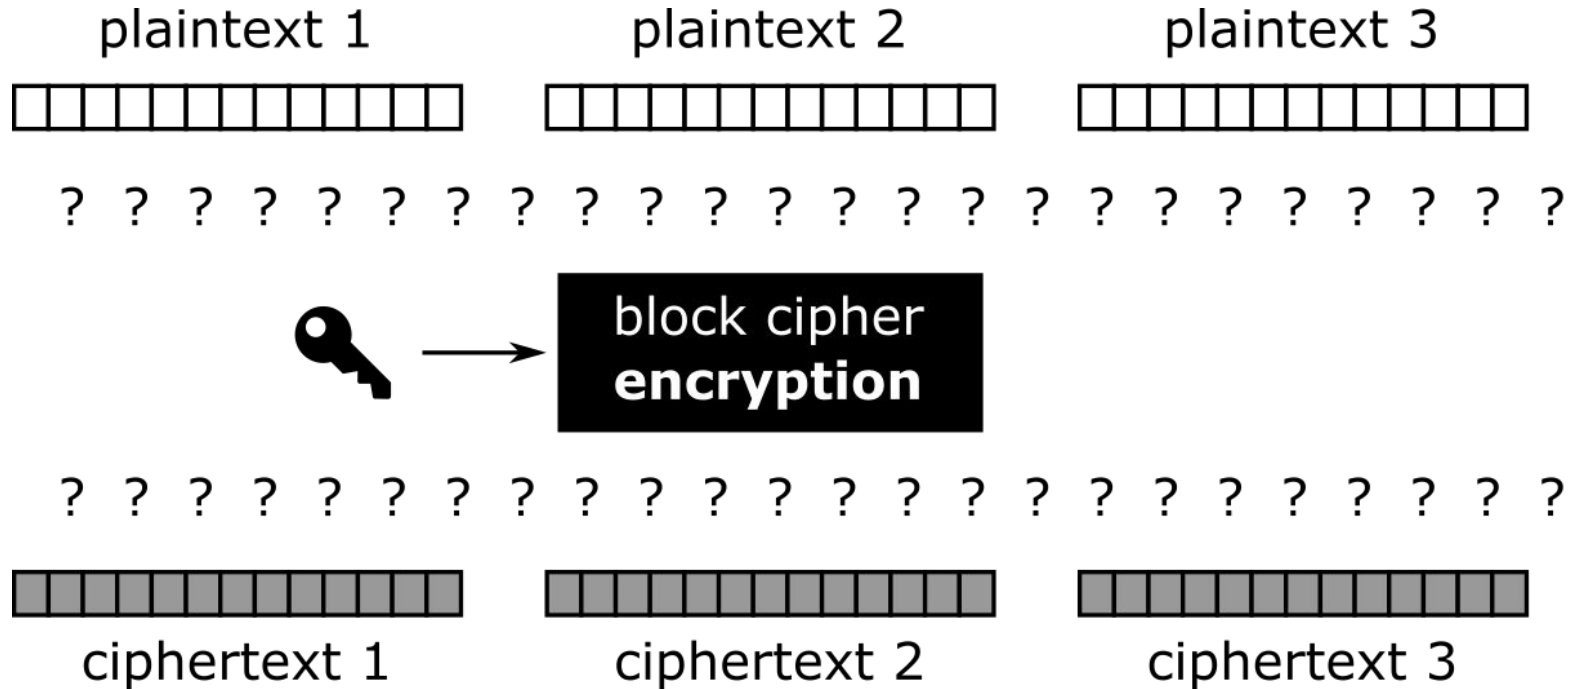 plaintext 1 plaintext 2 plaintext 3
? ? ? ? ? ? ? ? ? ? ? ? ? ? ? ? ? ? ? ? ? ? ? ?
block cipher
encryption
? ? ? ? ? ? ? ? ? ? ? ? ? ? ? ? ? ? ? ? ? ? ? ?
ciphertext 1 ciphertext 2 ciphertext 3